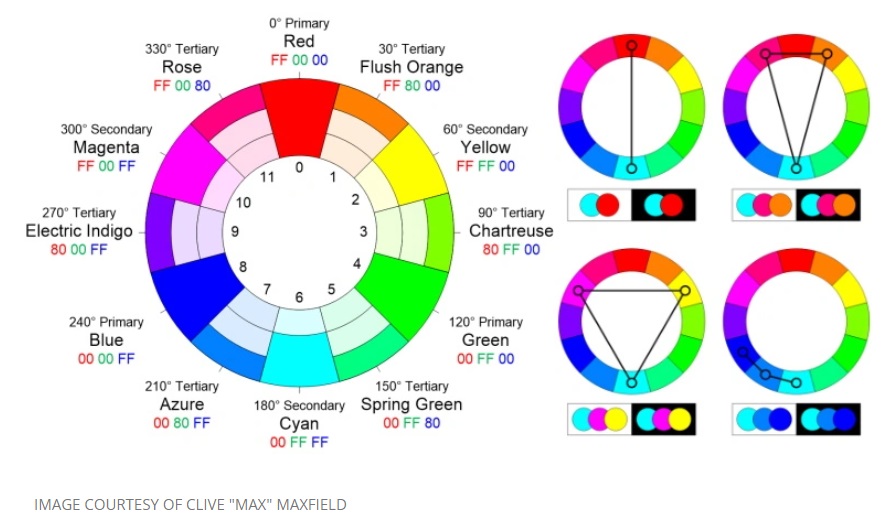 0° Primary
Red
FF 00 00
30° Tertiary
Flush Orange
FF 80 00
60° Secondary
Yellow
FF FF 00
90° Tertiary
Chartreuse
80 FF 00
120° Primary
Green
00 FF 00
150° Tertiary
Spring Green
00 FF 80
180° Secondary
Cyan
00 FF FF
210° Tertiary
Azure
00 80 FF
240° Primary
Blue
00 00 FF
270° Tertiary
Electric Indigo
80 00 FF
300° Secondary
Magenta
FF 00 FF
330° Tertiary
Rose
FF 00 80
0
1
2
3
4
5
6
7
8
9
10
11
IMAGE COURTESY OF CLIVE "MAX" MAXFIELD